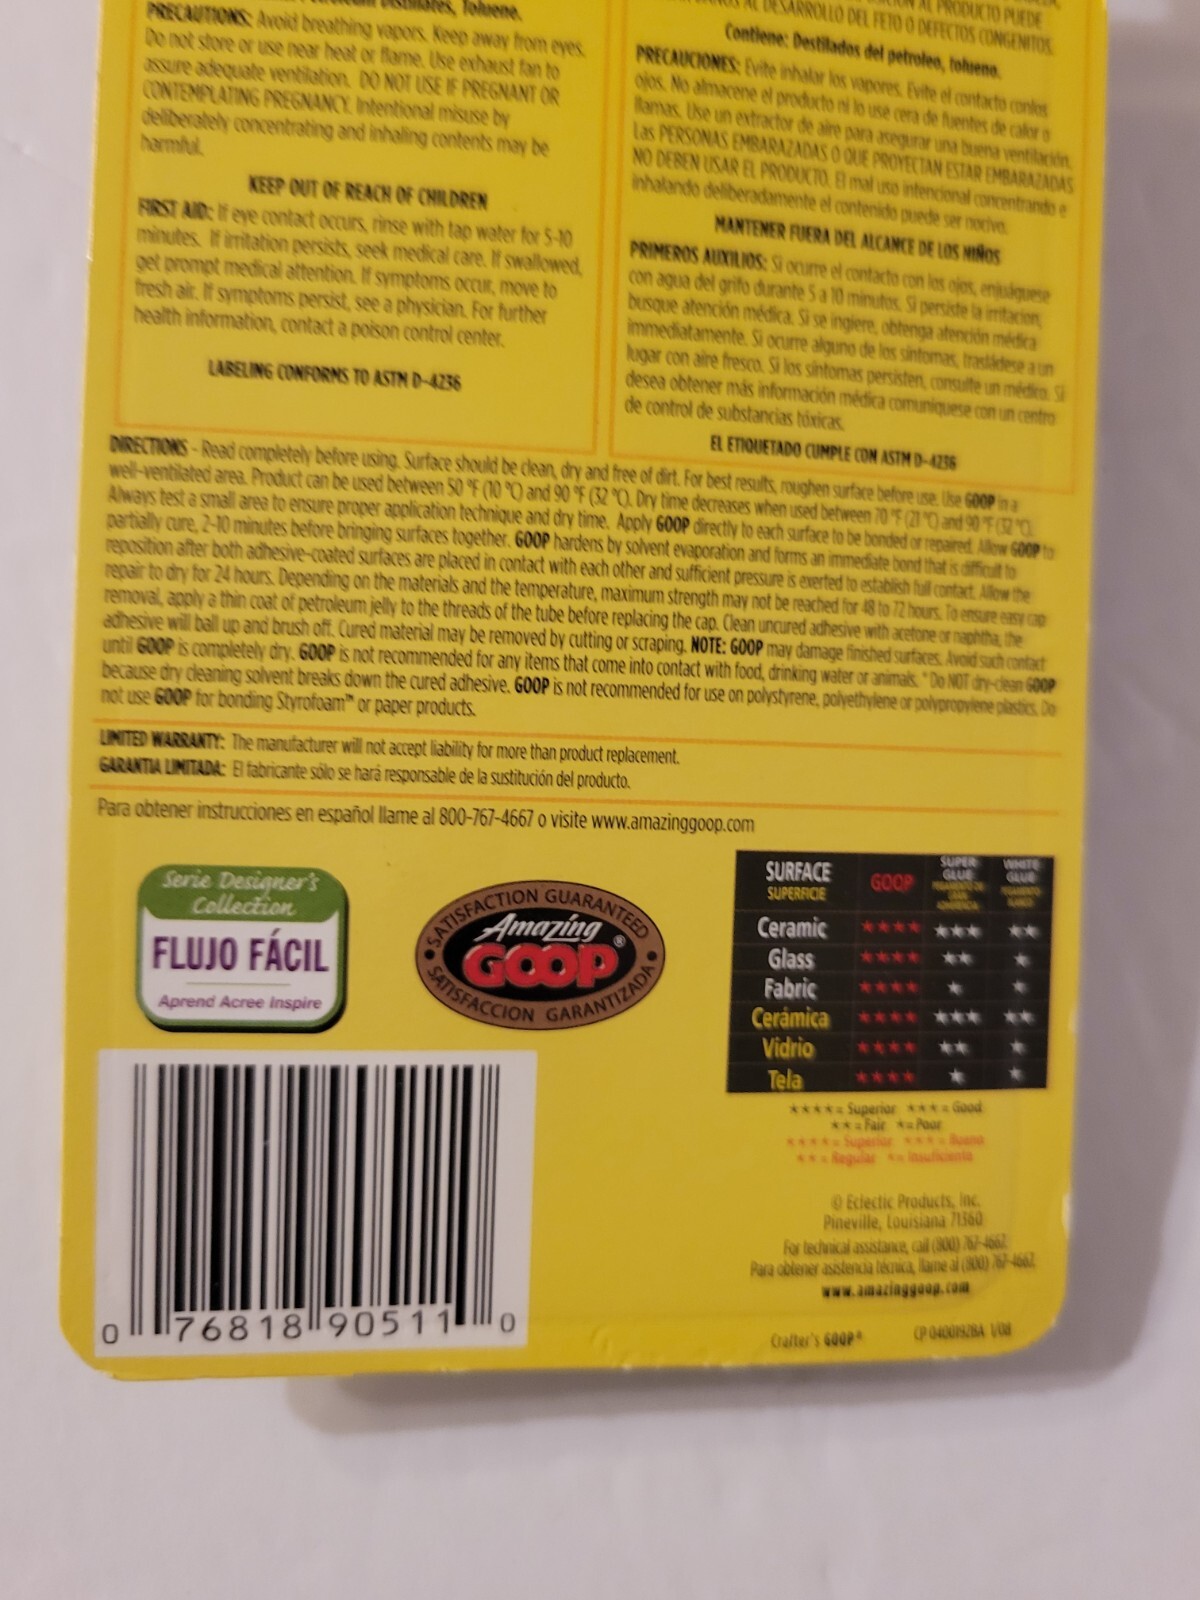 Distillates, Toluene.
PRECAUTIONS: Avoid breathing vapors. Keep away from eyes.
Do not store or use near heat or flame. Use exhaust fan to
assure adequate ventilation. DO NOT USE IF PREGNANT OR
CONTEMPLATING PREGNANCY. Intentional misuse by
deliberately concentrating and inhaling contents may be
harmful.
KEEP OUT OF REACH OF CHILDREN
FIRST AID: If eye contact occurs, rinse with tap water for 5-10
minutes. If irritation persists, seek medical care. If swallowed,
get prompt medical attention. If symptoms occur, move to
fresh air. If symptoms persist, see a physician. For further
health information, contact a poison control center.
LABELING CONFORMS TO ASTM D-4236
AL DESARROLLO DEL FETO O DEFECTOS CONGENITOS.
Contiene: Destilados del petroleo, tolueno.
PRECAUCIONES: Evite inhalar los vapores. Evite el contacto conlos
ojos. No almacene el producto ni lo use cera de fuentes de calor o
llamas. Use un extractor de aire para asegurar una buena ventilación.
Las PERSONAS EMBARAZADAS O QUE PROYECTAN ESTAR EMBARAZADAS
NO DEBEN USAR EL PRODUCTO. El mal uso intencional concentrando e
inhalando deliberadamente el contenido puede ser nocivo.
MANTENER FUERA DEL ALCANCE DE LOS NIÑOS
PRIMEROS AUXILIOS: Si ocurre el contacto con los ojos, enjuáguese
con agua del grifo durante 5 a 10 minutos. Si persiste la irritacion,
busque atención médica. Si se ingiere, obtenga atención médica
immediatamente. Si ocurre alguno de los síntomas, trasládese a un
lugar con aire fresco. Si los síntomas persisten, consulte un médico. Si
desea obtener más información médica comuniquese con un centro
de control de substancias tóxicas.
EL ETIQUETADO CUMPLE CON ASTM D-4236
DIRECTIONS - Read completely before using. Surface should be clean, dry and free of dirt. For best results, roughen surface before use. Use GOOP in a
well-ventilated area. Product can be used between 50 °F (10 °C) and 90 °F (32 °C). Dry time decreases when used between 70 °F (21 °C) and 90 °F (32 °C).
Always test a small area to ensure proper application technique and dry time. Apply GOOP directly to each surface to be bonded or repaired. Allow GOOP to
partially cure, 2-10 minutes before bringing surfaces together. GOOP hardens by solvent evaporation and forms an immediate bond that is difficult to
reposition after both adhesive-coated surfaces are placed in contact with each other and sufficient pressure is exerted to establish full contact. Allow the
repair to dry for 24 hours. Depending on the materials and the temperature, maximum strength may not be reached for 48 to 72 hours. To ensure easy cap
removal, apply a thin coat of petroleum jelly to the threads of the tube before replacing the cap. Clean uncured adhesive with acetone or naphtha, the
adhesive will ball up and brush off. Cured material may be removed by cutting or scraping. NOTE: GOOP may damage finished surfaces. Avoid such contact
until GOOP is completely dry. GOOP is not recommended for any items that come into contact with food, drinking water or animals. * Do NOT dry-clean GOOP
because dry cleaning solvent breaks down the cured adhesive. GOOP is not recommended for use on polystyrene, polyethylene or polypropylene plastics. Do
not use GOOP for bonding Styrofoam™ or paper products.
LIMITED WARRANTY: The manufacturer will not accept liability for more than product replacement.
GARANTIA LIMITADA: El fabricante sólo se hará responsable de la sustitución del producto.
Para obtener instrucciones en español llame al 800-767-4667 o visite www.amazinggoop.com
Serie Designer's
Collection
FLUJO FÁCIL
Aprend Acree Inspire
SATISFACTION GUARANTEED
Amazing
GOOP®
SATISFACCION GARANTIZADA
SURFACE GOOP SUPER GLUE WHITE GLUE
SUPERFICIE
Ceramic ★★★★ ★★★ ★★
Glass ★★★★ ★★ ★
Fabric ★★★★ ★ ★
Cerámica ★★★★ ★★★ ★★
Vidrio ★★★★ ★★ ★
Tela ★★★★ ★ ★
★★★★= Superior ★★★= Good
★★= Fair ★= Poor
★★★★= Superior ★★★= Bueno
★★= Regular ★= Insuficiente
© Eclectic Products, Inc.
Pineville, Louisiana 71360
For technical assistance, call (800) 767-4667.
Para obtener asistencia técnica, llame al (800) 767-4667.
www.amazinggoop.com
Crafter's GOOP® CP 0400192BA 1/08
0 76818 90511 0